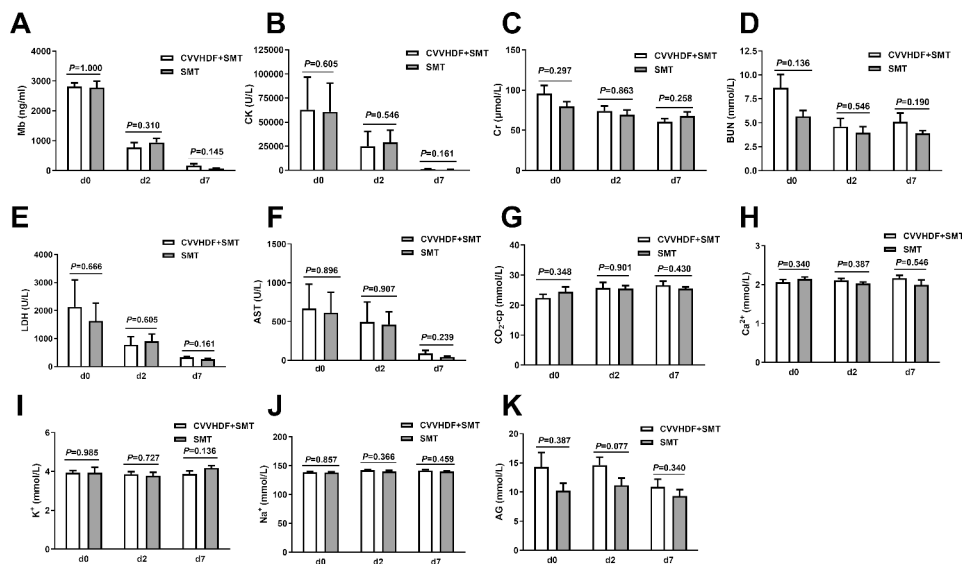 A
CVVHDF+SMT
SMT
Mb (ng/ml)
4000
3000
2000
1000
0
P=1.000
P=0.310
P=0.145
d0 d2 d7
B
CVVHDF+SMT
SMT
CK (U/L)
125000
100000
75000
50000
25000
0
P=0.605
P=0.546
P=0.161
d0 d2 d7
C
CVVHDF+SMT
SMT
Cr (μmol/L)
150
100
50
0
P=0.297
P=0.863
P=0.258
d0 d2 d7
D
CVVHDF+SMT
SMT
BUN (mmol/L)
15
10
5
0
P=0.136
P=0.546
P=0.190
d0 d2 d7
E
CVVHDF+SMT
SMT
LDH (U/L)
5000
4000
3000
2000
1000
0
P=0.666
P=0.605
P=0.161
d0 d2 d7
F
CVVHDF+SMT
SMT
AST (U/L)
1500
1000
500
0
P=0.896
P=0.907
P=0.239
d0 d2 d7
G
CVVHDF+SMT
SMT
CO₂-cp (mmol/L)
40
30
20
10
0
P=0.348
P=0.901
P=0.430
d0 d2 d7
H
CVVHDF+SMT
SMT
Ca²⁺ (mmol/L)
3
2
1
0
P=0.340
P=0.387
P=0.546
d0 d2 d7
I
CVVHDF+SMT
SMT
K⁺ (mmol/L)
6
4
2
0
P=0.985
P=0.727
P=0.136
d0 d2 d7
J
CVVHDF+SMT
SMT
Na⁺ (mmol/L)
200
150
100
50
0
P=0.857
P=0.366
P=0.459
d0 d2 d7
K
CVVHDF+SMT
SMT
AG (mmol/L)
20
15
10
5
0
P=0.387
P=0.077
P=0.340
d0 d2 d7